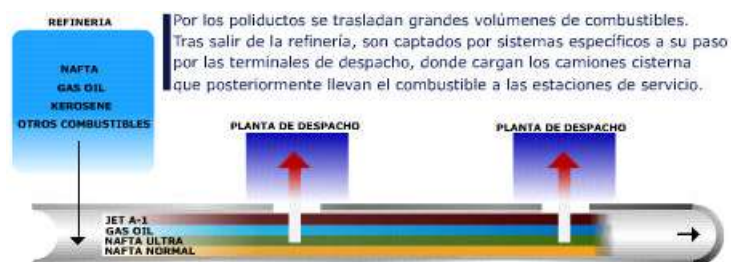 REFINERIA
NAFTA
GAS OIL
KEROSENE
OTROS COMBUSTIBLES
Por los poliductos se trasladan grandes volúmenes de combustibles.
Tras salir de la refinería, son captados por sistemas específicos a su paso
por las terminales de despacho, donde cargan los camiones cisterna
que posteriormente llevan el combustible a las estaciones de servicio.
PLANTA DE DESPACHO
PLANTA DE DESPACHO
JET A-1
GAS OIL
NAFTA ULTRA
NAFTA NORMAL